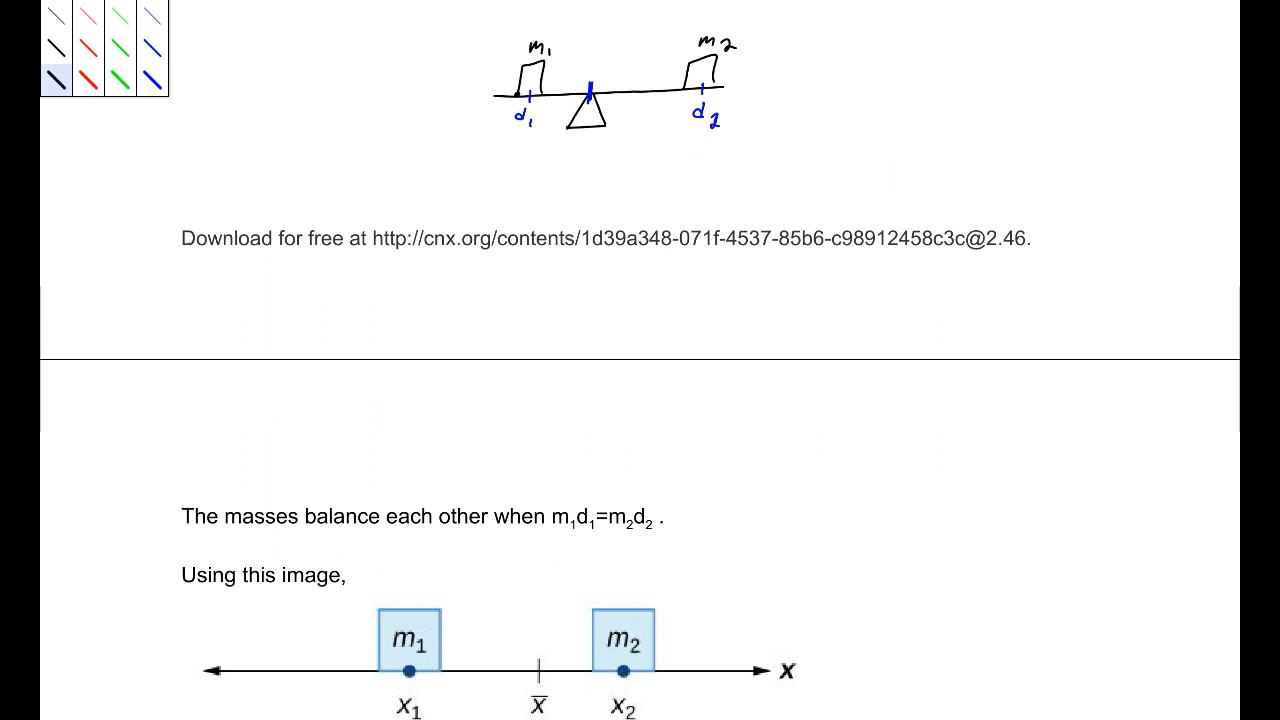 m₁ m₂
d₁ d₂
Download for free at http://cnx.org/contents/1d39a348-071f-4537-85b6-c98912458c3c@2.46.
The masses balance each other when m₁d₁=m₂d₂ .
Using this image,
m₁ m₂
x
x₁ x̅ x₂